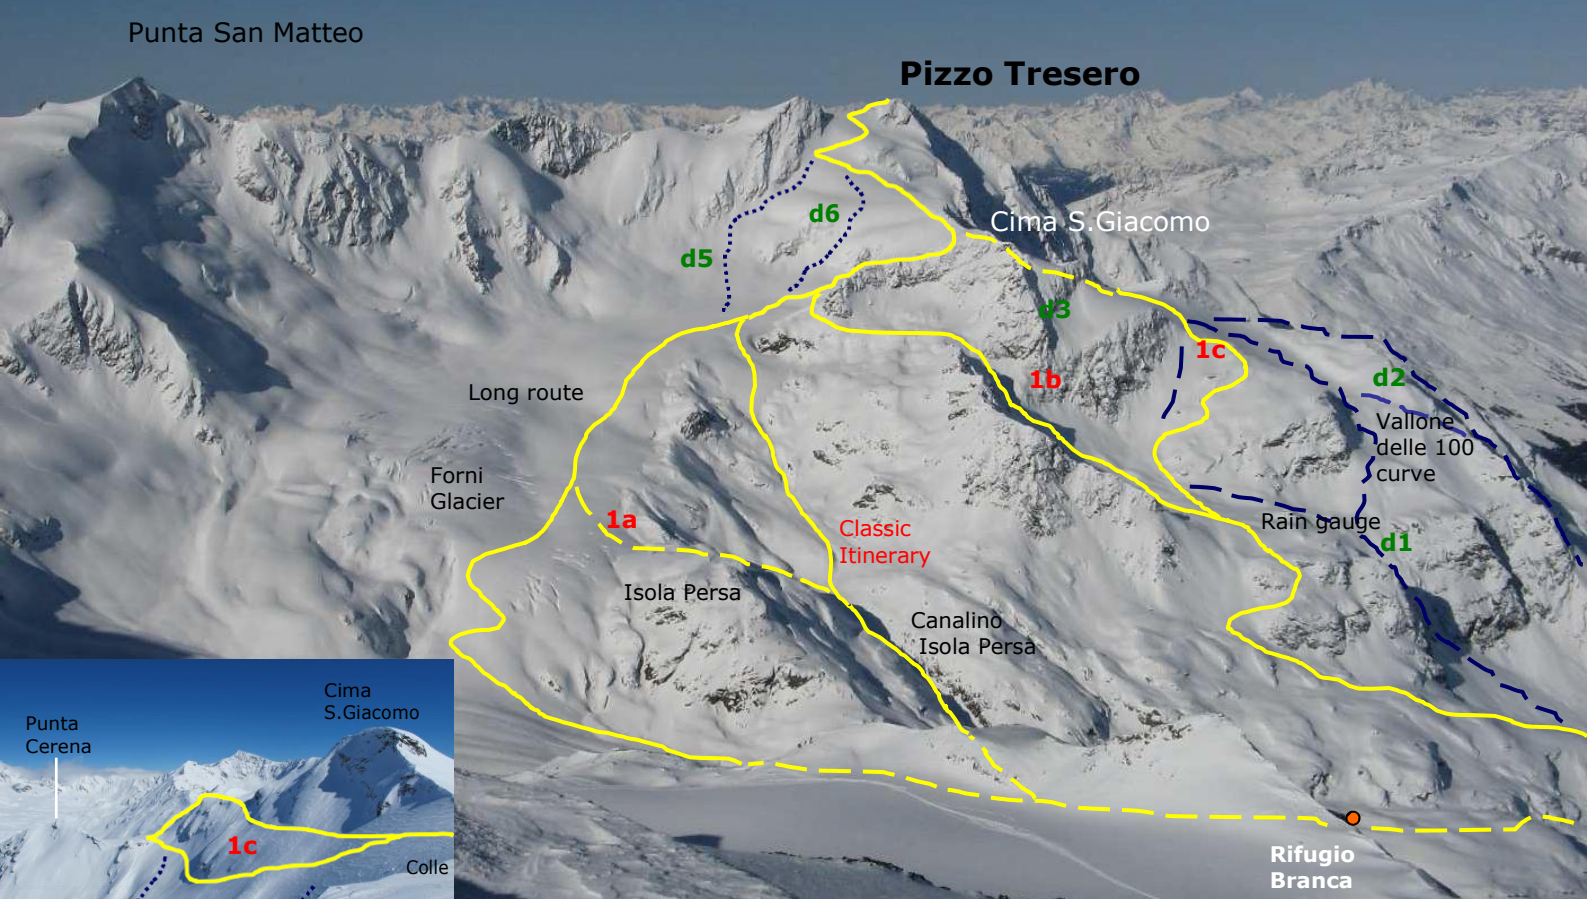 Punta San Matteo
Pizzo Tresero
Cima S.Giacomo
d6
d5
d3
1c
1b
d2
Long route
Vallone
delle 100
curve
Forni
Glacier
1a
Classic
Itinerary
Rain gauge
d1
Isola Persa
Canalino
Isola Persa
Cima
S.Giacomo
Punta
Cerena
1c
Colle
Rifugio
Branca